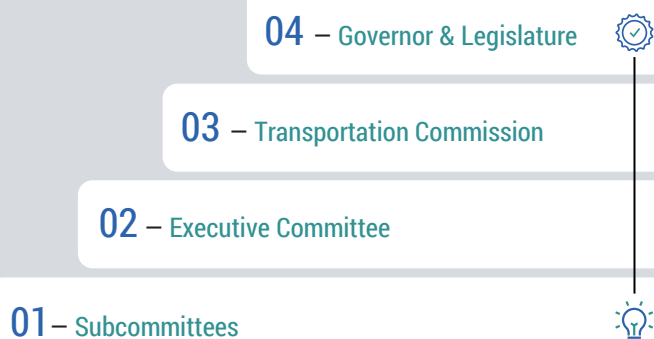 04 – Governor & Legislature
03 – Transportation Commission
02 – Executive Committee
01 – Subcommittees